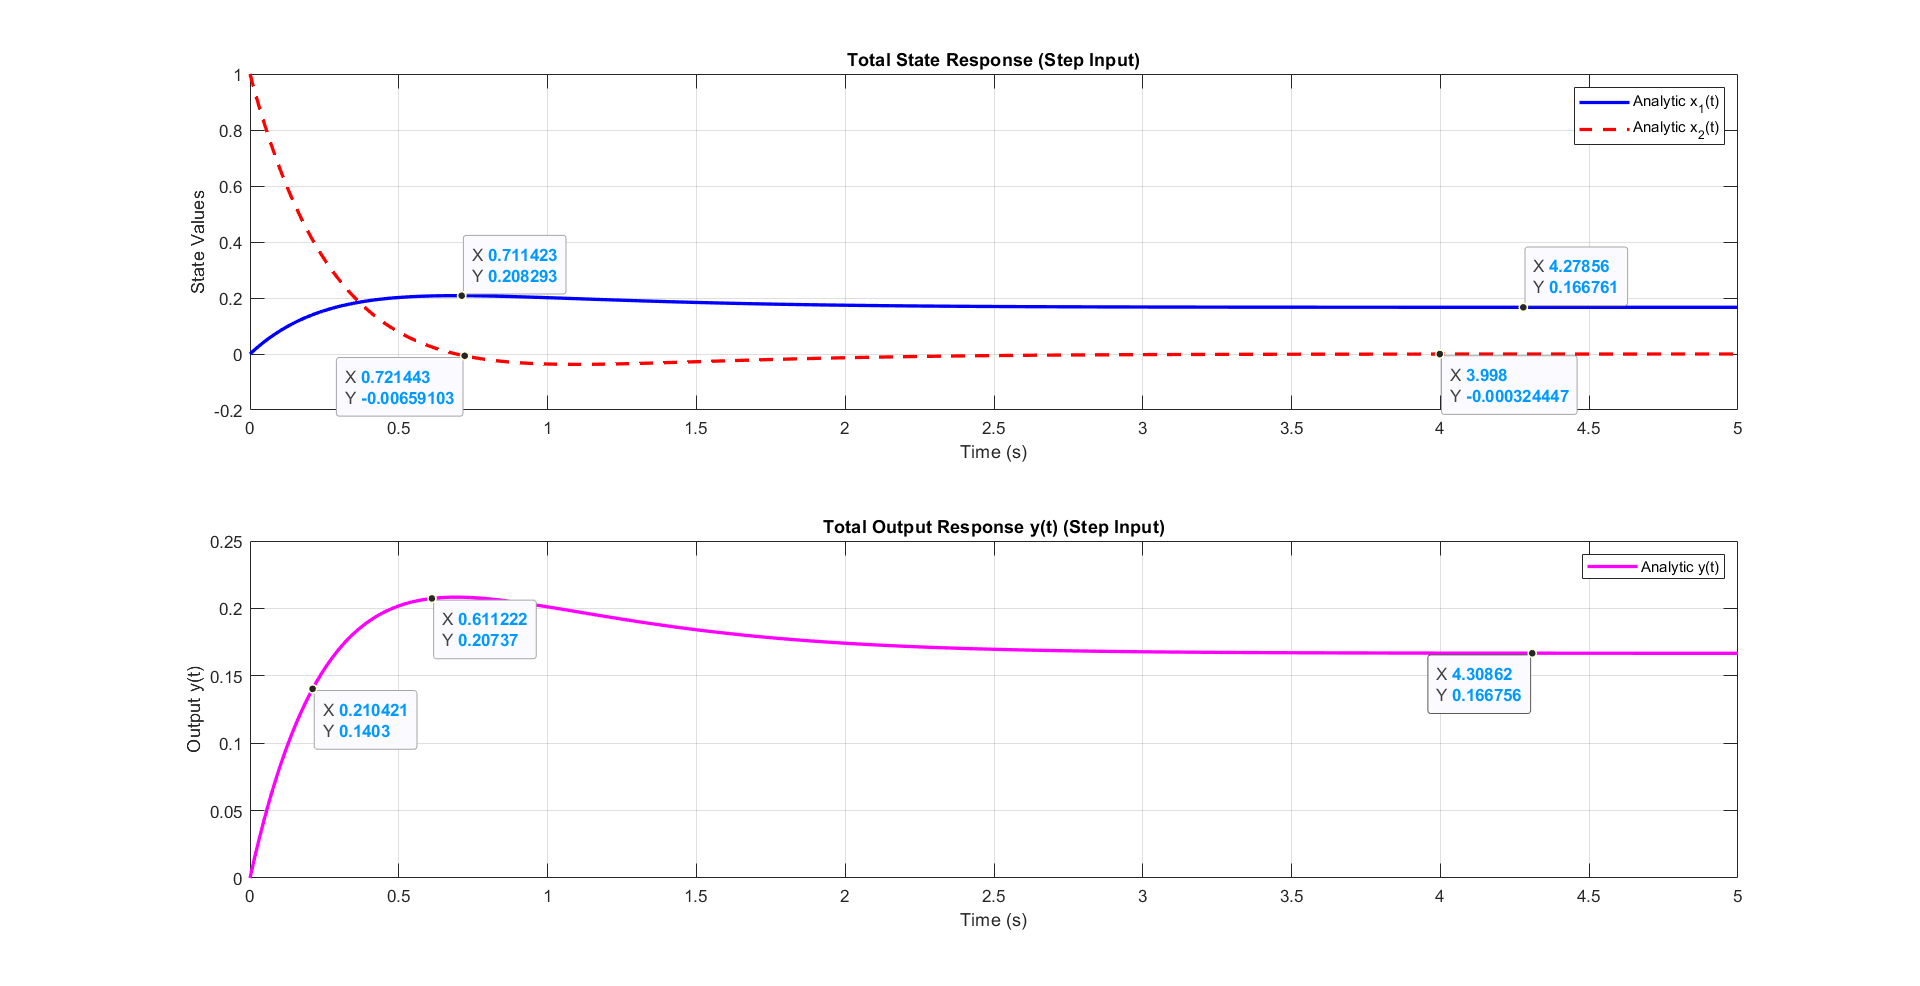 Total State Response (Step Input)
State Values
1
0.8
0.6
0.4
0.2
0
-0.2
Analytic x1(t)
Analytic x2(t)
X 0.711423
Y 0.208293
X 4.27856
Y 0.166761
X 0.721443
Y -0.00659103
X 3.998
Y -0.000324447
0 0.5 1 1.5 2 2.5 3 3.5 4 4.5 5
Time (s)
Total Output Response y(t) (Step Input)
Output y(t)
0.25
0.2
0.15
0.1
0.05
0
Analytic y(t)
X 0.611222
Y 0.20737
X 0.210421
Y 0.1403
X 4.30862
Y 0.166756
0 0.5 1 1.5 2 2.5 3 3.5 4 4.5 5
Time (s)